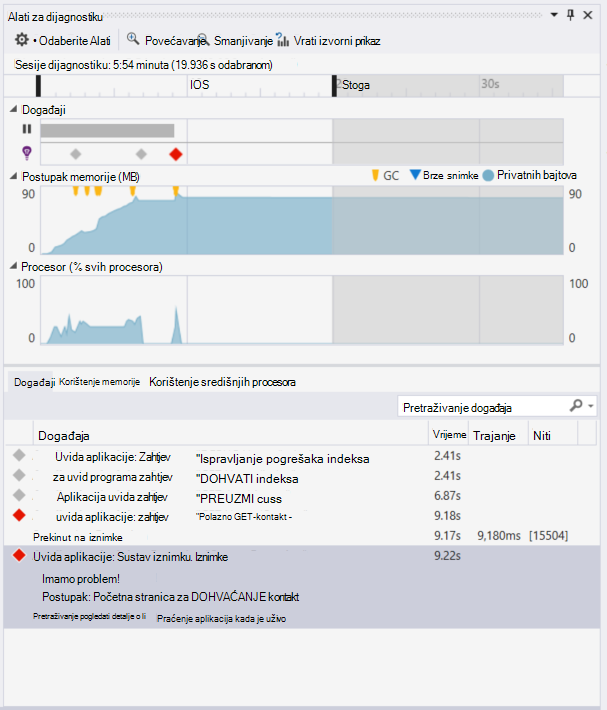 Alati za dijagnostiku
Odaberite Alati Povećavanje Smanjivanje Vrati izvorni prikaz
Sesije dijagnostiku: 5:54 minuta (19.936 s odabranom)
IOS Stoga 30s
Događaji
Postupak memorije (MB) GC Brze snimke Privatnih bajtova
90 90
0 0
Procesor (% svih procesora)
100 100
0 0
Događaji Korištenje memorije Korištenje središnjih procesora
Pretraživanje događaja
Događaja Vrijeme Trajanje Niti
Uvida aplikacije: Zahtjev "Ispravljanje pogrešaka indeksa 2.41s
za uvid programa zahtjev "DOHVATI indeksa 2.41s
Aplikacija uvida zahtjev "PREUZMI cuss 6.87s
uvida aplikacije: zahtjev "Polazno GET-kontakt - 9.18s
Prekinut na iznimke 9.17s 9,180ms [15504]
Uvida aplikacije: Sustav iznimku. Iznimke 9.22s
Imamo problem!
Postupak: Početna stranica za DOHVAĆANJE kontakt
Pretraživanje pogledati detalje o li Praćenje aplikacija kada je uživo